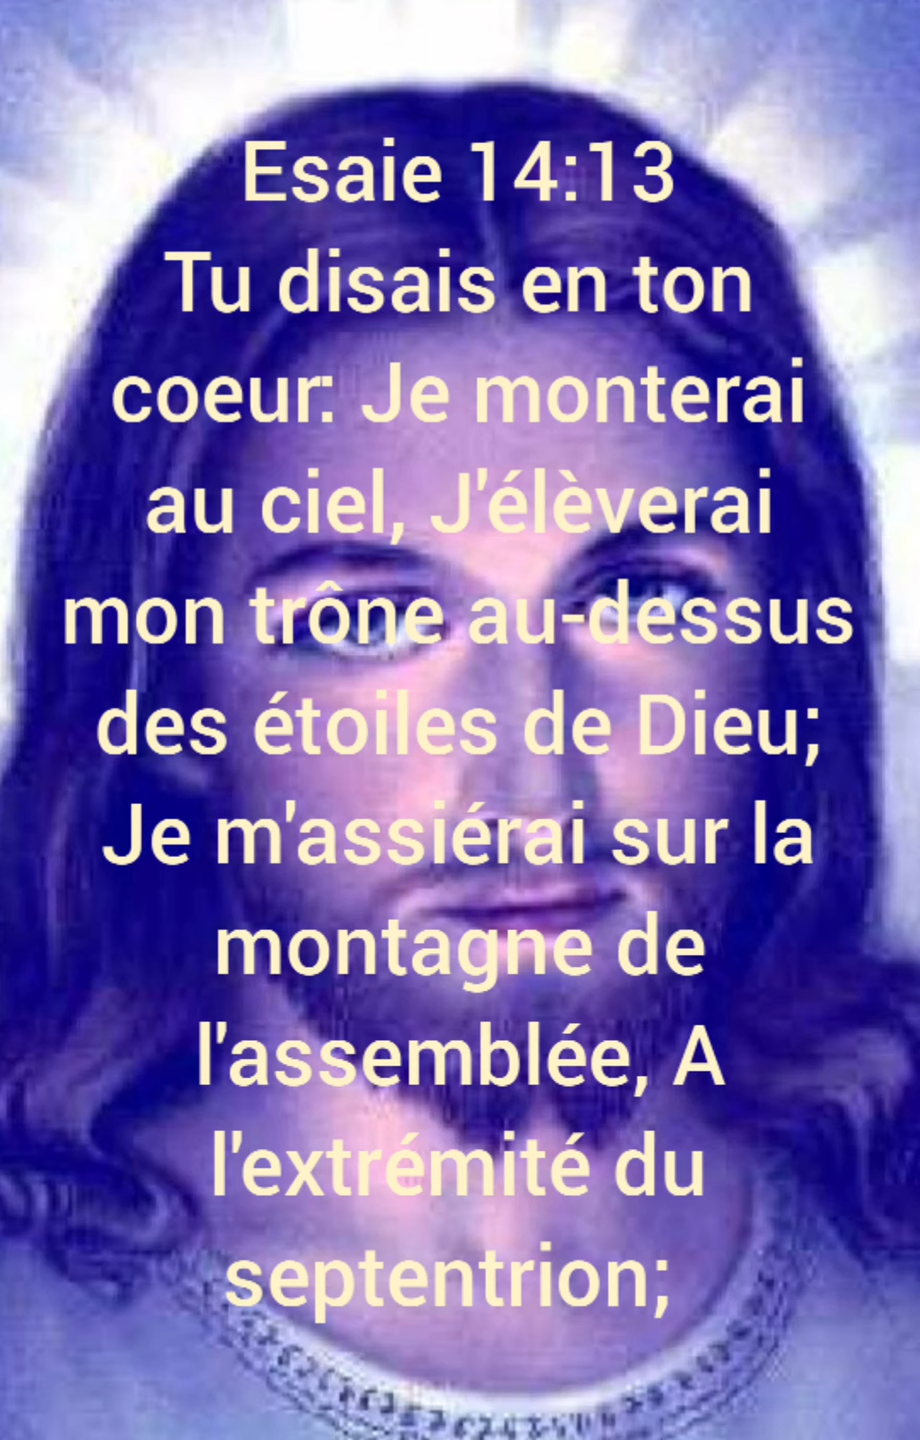 Esaie 14:13
Tu disais en ton
coeur: Je monterai
au ciel, J'élèverai
mon trône au-dessus
des étoiles de Dieu;
Je m'assiérai sur la
montagne de
l'assemblée, A
l'extrémité du
septentrion;